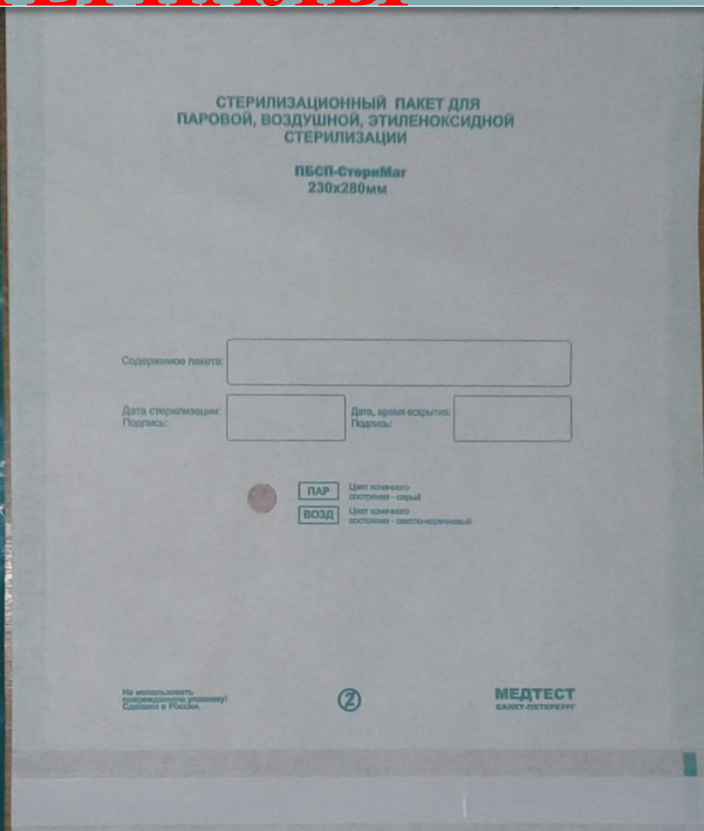 СТЕРИЛИЗАЦИОННЫЙ ПАКЕТ ДЛЯ
ПАРОВОЙ, ВОЗДУШНОЙ, ЭТИЛЕНОКСИДНОЙ
СТЕРИЛИЗАЦИИ
ПБСП-СтериМаг
230х280мм
Содержимое пакета:
Дата стерилизации:
Подпись:
Дата, время вскрытия:
Подпись:
ПАР
Цвет конечного
состояния - серый
ВОЗД
Цвет конечного
состояния - светло-коричневый
Не использовать
поврежденную упаковку!
Сделано в России.
2
МЕДТЕСТ
САНКТ-ПЕТЕРБУРГ